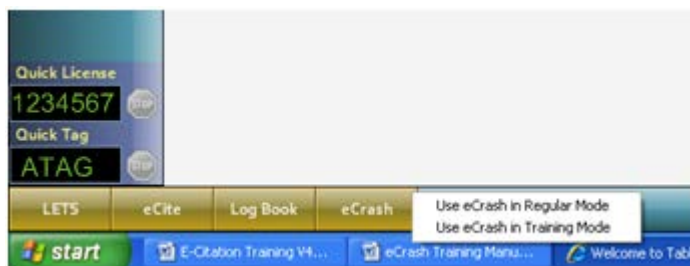 Quick License
1234567
STOP
Quick Tag
ATAG
STOP
LETS eCite Log Book eCrash
Use eCrash in Regular Mode
Use eCrash in Training Mode
start E-Citation Training V4... eCrash Training Manu... Welcome to Tab